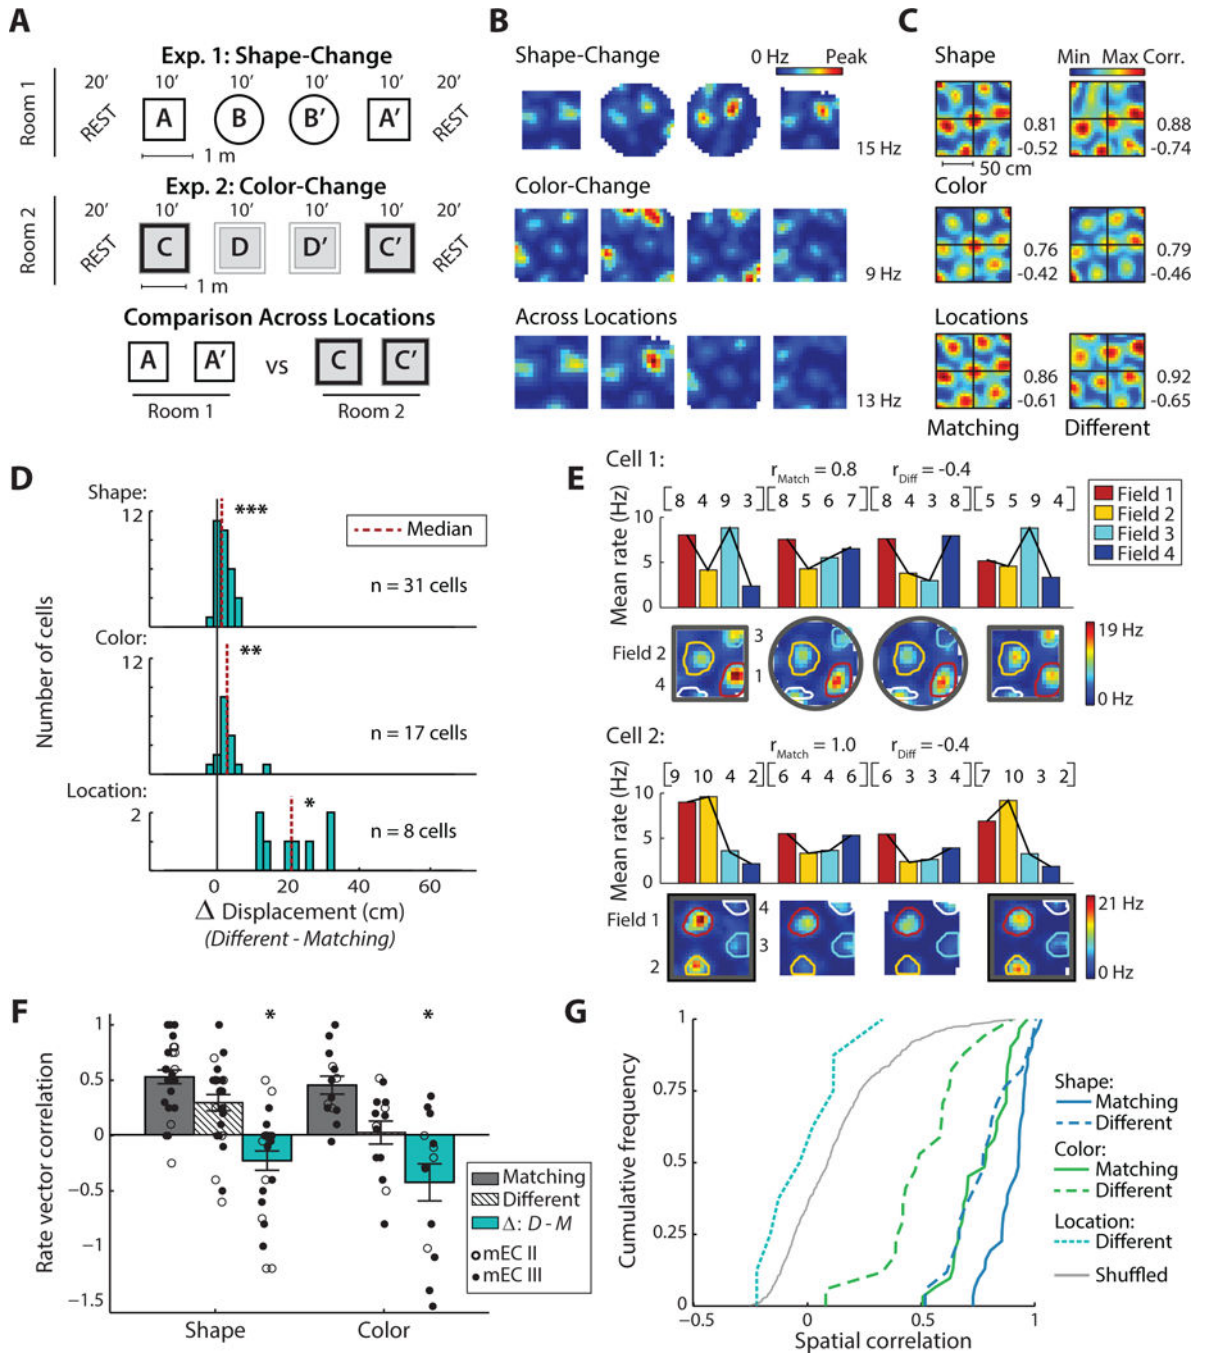 A
Exp. 1: Shape-Change
Room 1
20′ 10′ 10′ 10′ 10′ 20′
REST A B B′ A′ REST
1 m
Exp. 2: Color-Change
Room 2
20′ 10′ 10′ 10′ 10′ 20′
REST C D D′ C′ REST
1 m
Comparison Across Locations
A A′ vs C C′
Room 1 Room 2
B
Shape-Change
0 Hz Peak
15 Hz
Color-Change
9 Hz
Across Locations
13 Hz
C
Shape
Min Max Corr.
0.81
-0.52
0.88
-0.74
50 cm
Color
0.76
-0.42
0.79
-0.46
Locations
0.86
-0.61
0.92
-0.65
Matching Different
D
Number of cells
Shape:
12
***
Median
n = 31 cells
Color:
12
**
n = 17 cells
Location:
2
*
n = 8 cells
0 20 40 60
Δ Displacement (cm)
(Different - Matching)
E
Cell 1:
rMatch = 0.8 rDiff = -0.4
[8 4 9 3] [8 5 6 7] [8 4 3 8] [5 5 9 4]
Field 1
Field 2
Field 3
Field 4
Mean rate (Hz)
10
5
0
Field 2
4
3
1
19 Hz
0 Hz
Cell 2:
rMatch = 1.0 rDiff = -0.4
[9 10 4 2] [6 4 4 6] [6 3 3 4] [7 10 3 2]
Mean rate (Hz)
10
5
0
Field 1
2
4
3
21 Hz
0 Hz
F
Rate vector correlation
1
0.5
0
−0.5
−1
−1.5
* *
Matching
Different
Δ: D - M
mEC II
mEC III
Shape Color
G
Cumulative frequency
1
0.75
0.5
0.25
0
−0.5 0 0.5 1
Spatial correlation
Shape:
Matching
Different
Color:
Matching
Different
Location:
Different
Shuffled